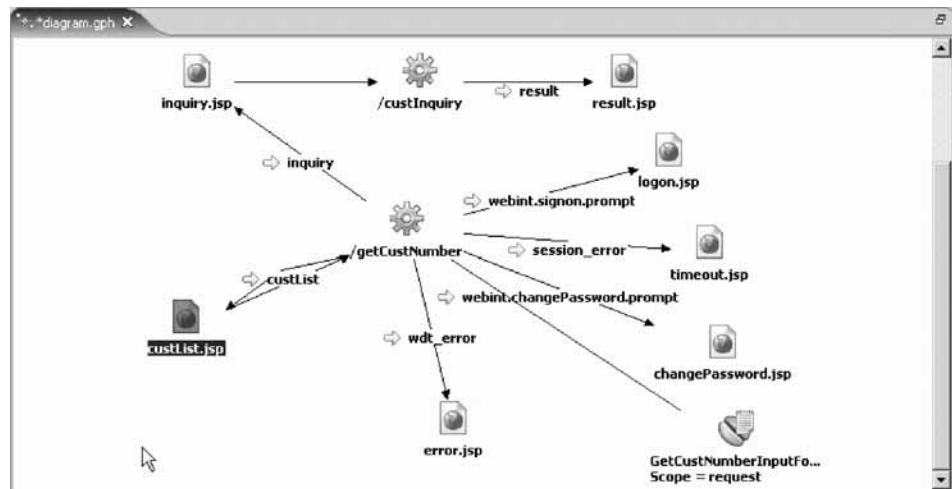 *diagram.gph
inquiry.jsp
/custInquiry
result
result.jsp
logon.jsp
inquiry
webint.signon.prompt
/getCustNumber
session_error
timeout.jsp
custList
webint.changePassword.prompt
custList.jsp
wdt_error
changePassword.jsp
error.jsp
GetCustNumberInputFo...
Scope = request